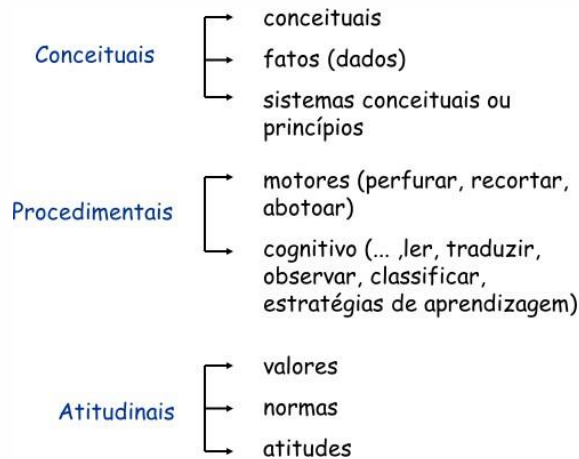 Conceituais
conceituais
fatos (dados)
sistemas conceituais ou
princípios
Procedimentais
motores (perfurar, recortar,
abotoar)
cognitivo (... ,ler, traduzir,
observar, classificar,
estratégias de aprendizagem)
Atitudinais
valores
normas
atitudes